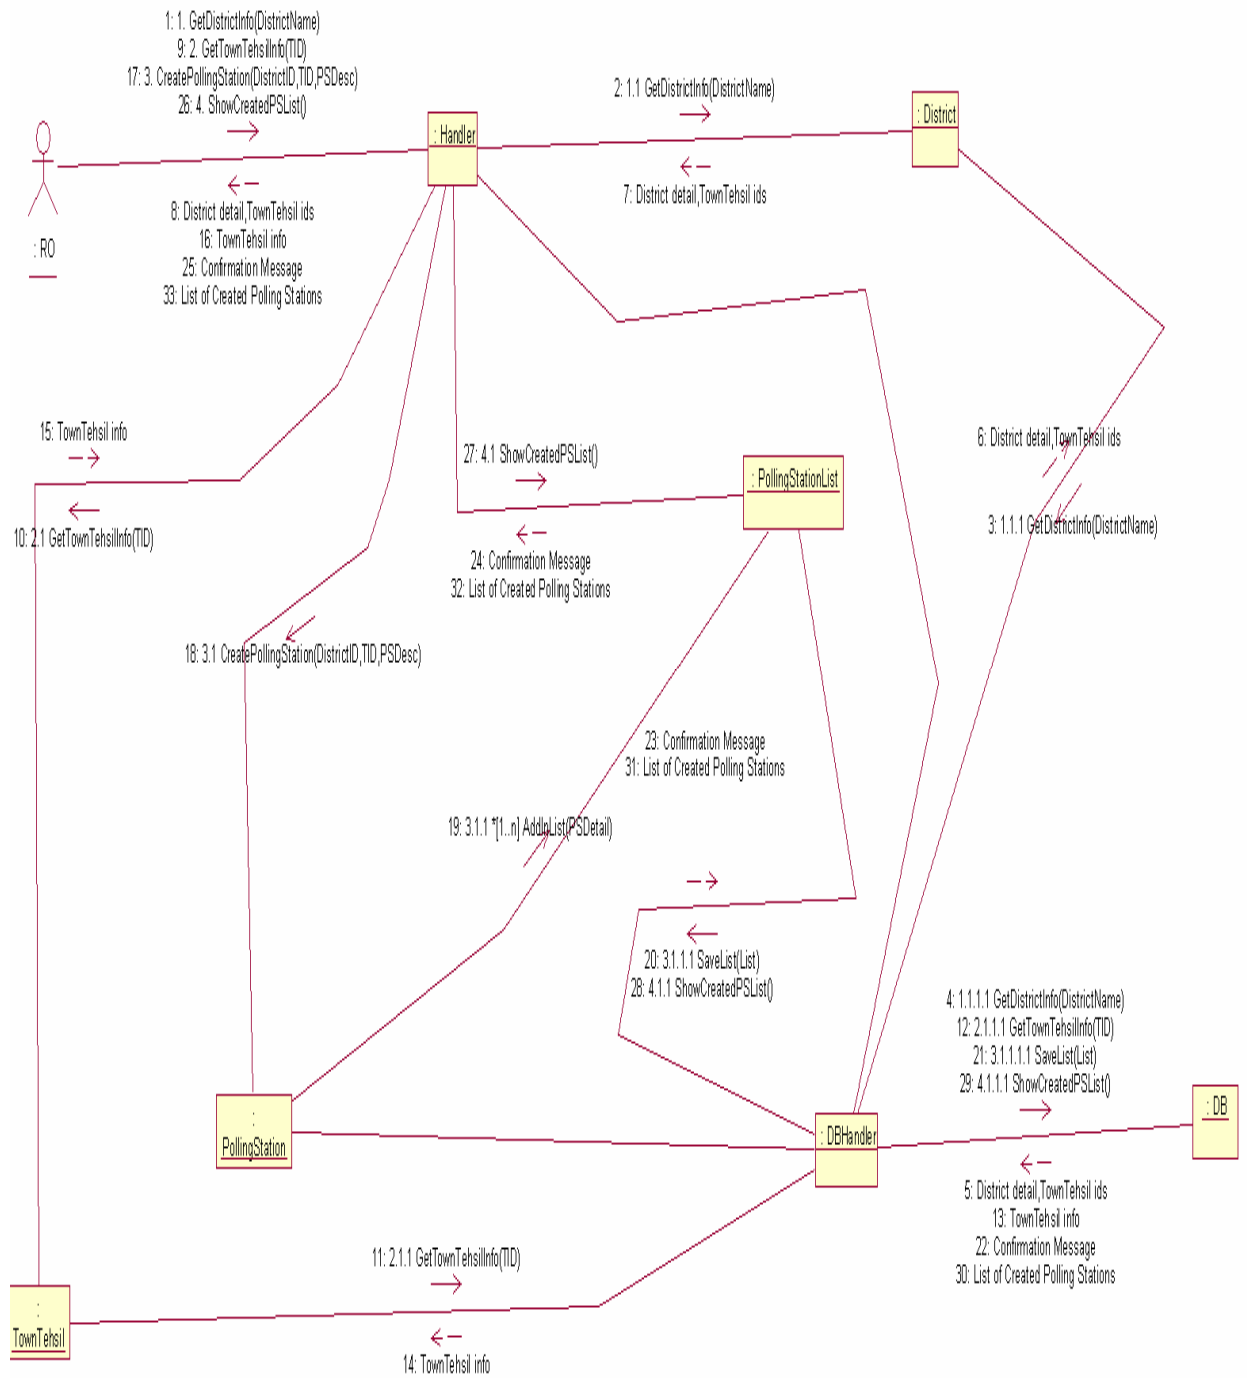 1: 1. GetDistrictInfo(DistrictName)
9: 2. GetTownTehsilInfo(TID)
17: 3. CreatePollingStation(DistrictID,TID,PSDesc)
26: 4. ShowCreatedPSList()
2: 1.1 GetDistrictInfo(DistrictName)
: Handler
: District
7: District detail,TownTehsil ids
8: District detail,TownTehsil ids
16: TownTehsil info
25: Confirmation Message
33: List of Created Polling Stations
: RO
15: TownTehsil info
10: 2.1 GetTownTehsilInfo(TID)
27: 4.1 ShowCreatedPSList()
: PollingStationList
24: Confirmation Message
32: List of Created Polling Stations
6: District detail,TownTehsil ids
3: 1.1.1 GetDistrictInfo(DistrictName)
18: 3.1 CreatePollingStation(DistrictID,TID,PSDesc)
23: Confirmation Message
31: List of Created Polling Stations
19: 3.1.1 *[1..n] AddInList(PSDetail)
20: 3.1.1.1 SaveList(List)
28: 4.1.1 ShowCreatedPSList()
4: 1.1.1.1 GetDistrictInfo(DistrictName)
12: 2.1.1.1 GetTownTehsilInfo(TID)
21: 3.1.1.1.1 SaveList(List)
29: 4.1.1.1 ShowCreatedPSList()
:
PollingStation
: DBHandler
: DB
5: District detail,TownTehsil ids
13: TownTehsil info
22: Confirmation Message
30: List of Created Polling Stations
11: 2.1.1 GetTownTehsilInfo(TID)
:
TownTehsil
14: TownTehsil info